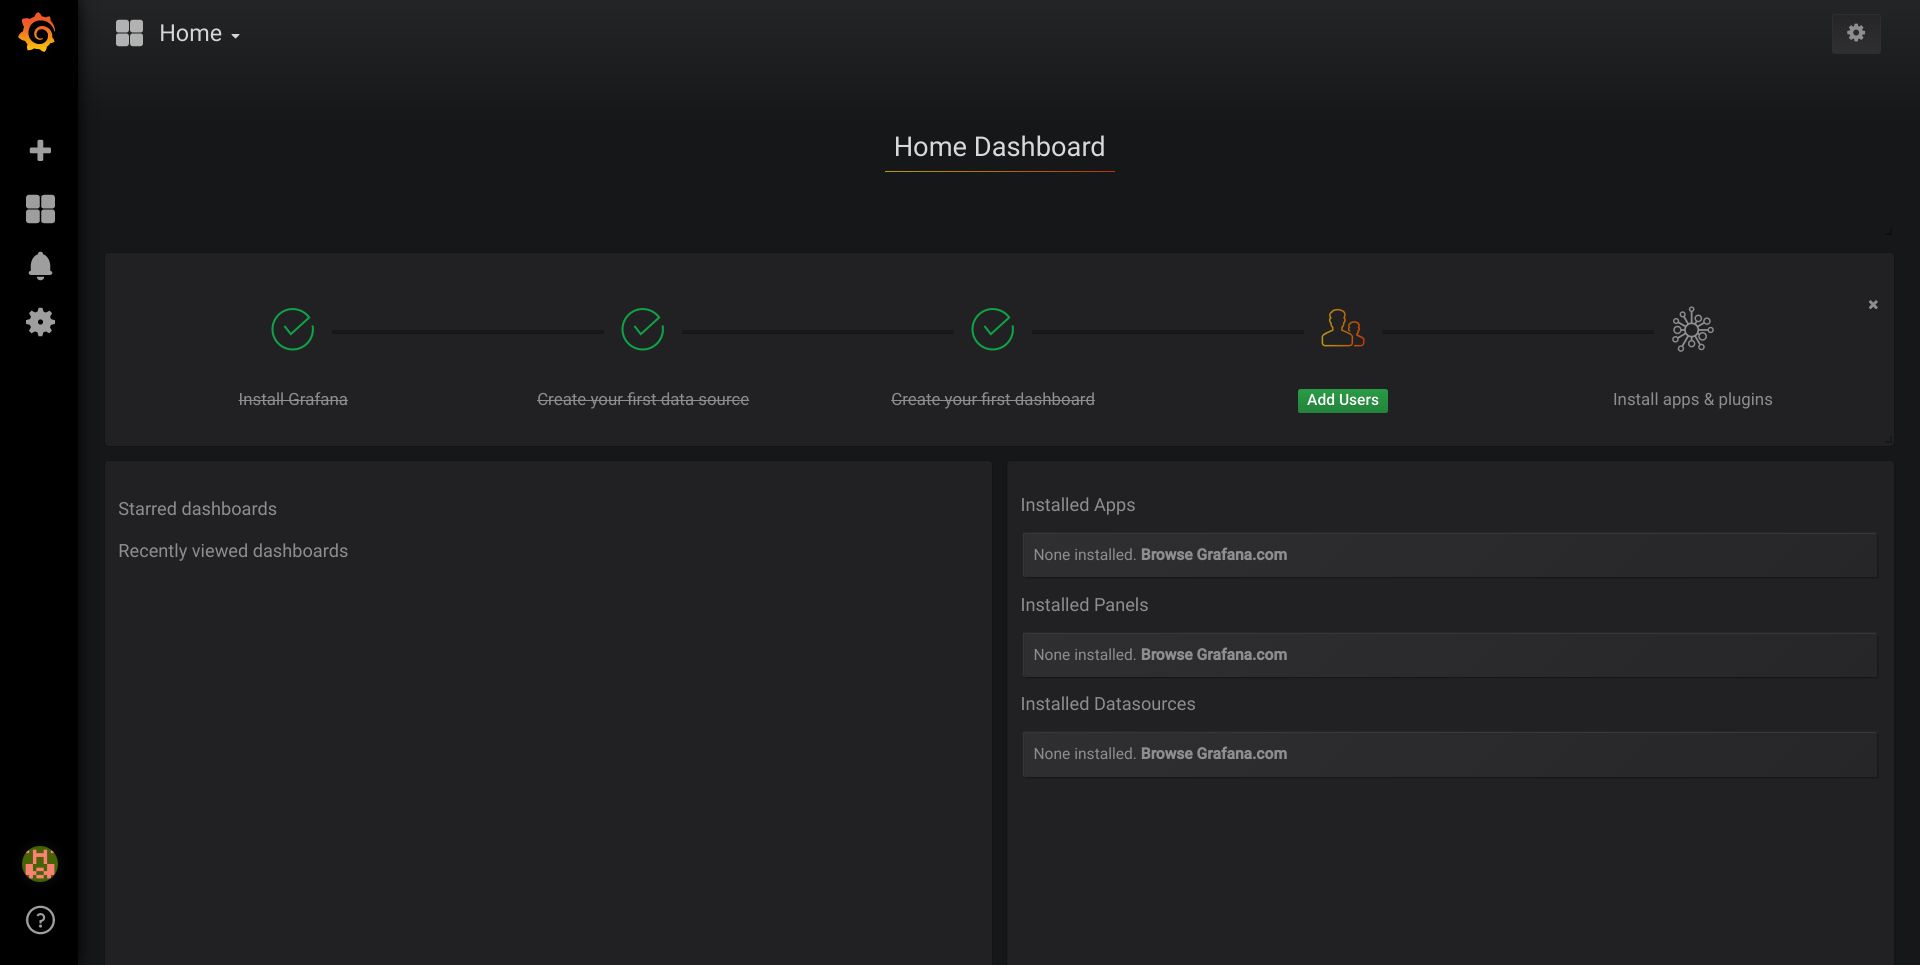 Home
Home Dashboard
Install Grafana
Create your first data source
Create your first dashboard
Add Users
Install apps & plugins
Starred dashboards
Recently viewed dashboards
Installed Apps
None installed. Browse Grafana.com
Installed Panels
None installed. Browse Grafana.com
Installed Datasources
None installed. Browse Grafana.com
?